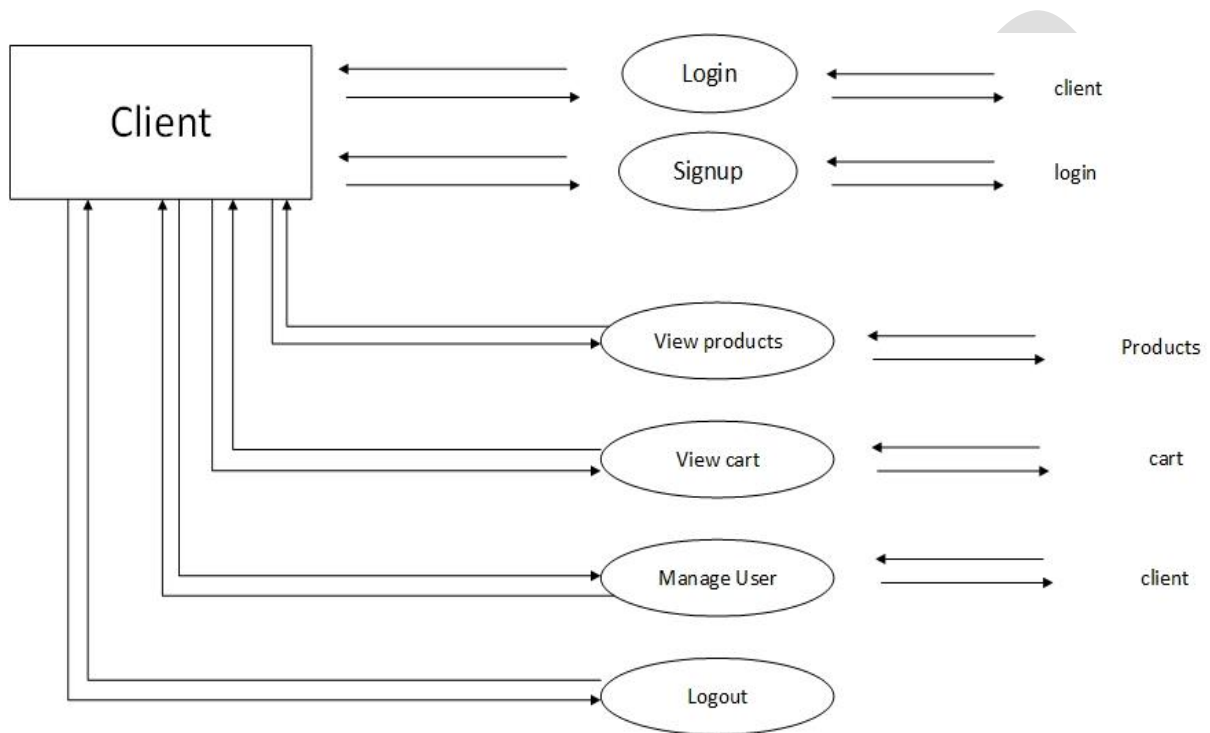 Client
Login
client
Signup
login
View products
Products
View cart
cart
Manage User
client
Logout